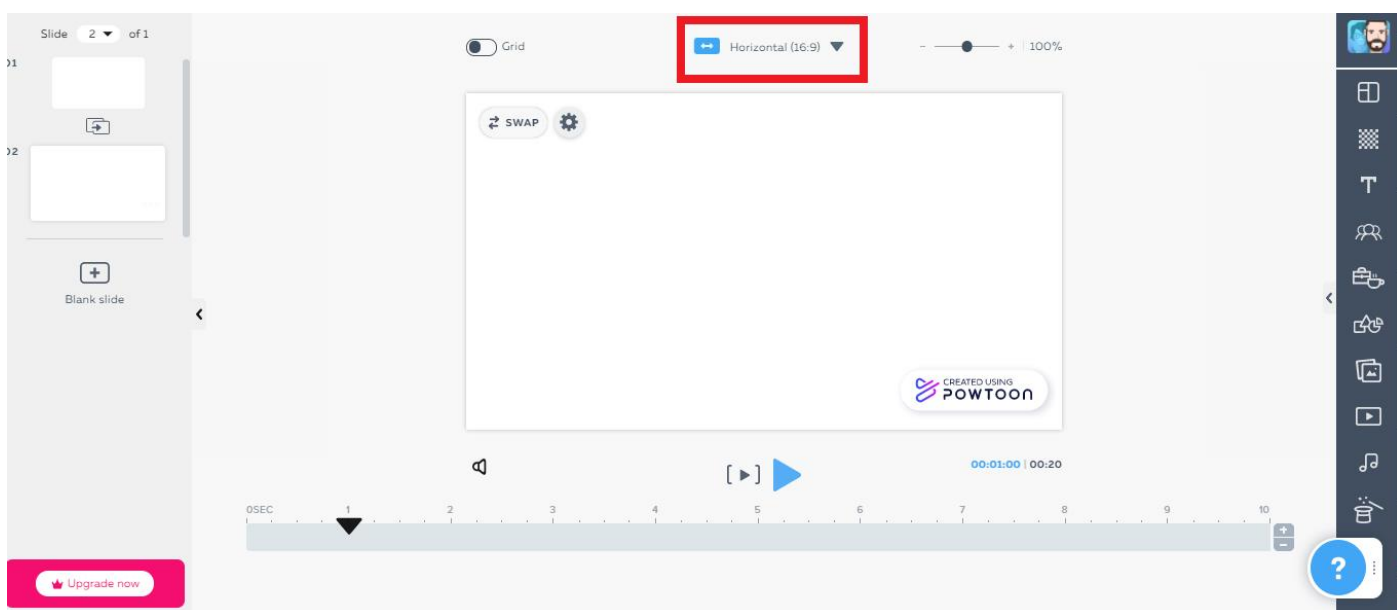 Slide 2 of 1
Grid
Horizontal (16:9)
- + 100%
01
SWAP
02
Blank slide
CREATED USING
POWTOON
00:01:00 | 00:20
0SEC 1 2 3 4 5 6 7 8 9 10
+
-
Upgrade now
?